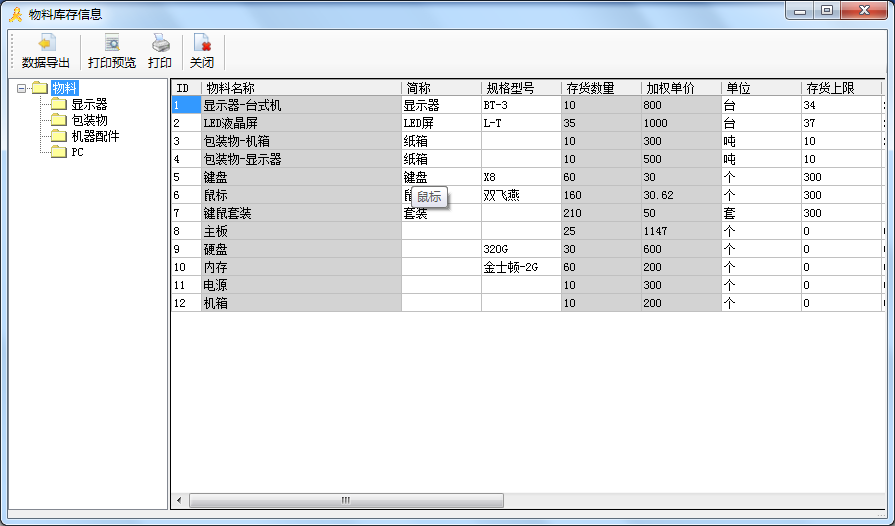 物料库存信息
数据导出 打印预览 打印 关闭
物料
显示器
包装物
机器配件
PC
ID 物料名称 简称 规格型号 存货数量 加权单价 单位 存货上限
1 显示器-台式机 显示器 BT-3 10 800 台 34
2 LED液晶屏 LED屏 L-T 35 1000 台 37
3 包装物-机箱 纸箱 10 300 吨 10
4 包装物-显示器 纸箱 10 500 吨 10
5 键盘 键盘 X8 60 30 个 300
6 鼠标 鼠标 双飞燕 160 30.62 个 300
7 键鼠套装 套装 210 50 套 300
8 主板 25 1147 个 0
9 硬盘 320G 30 600 个 0
10 内存 金士顿-2G 60 200 个 0
11 电源 10 300 个 0
12 机箱 10 200 个 0